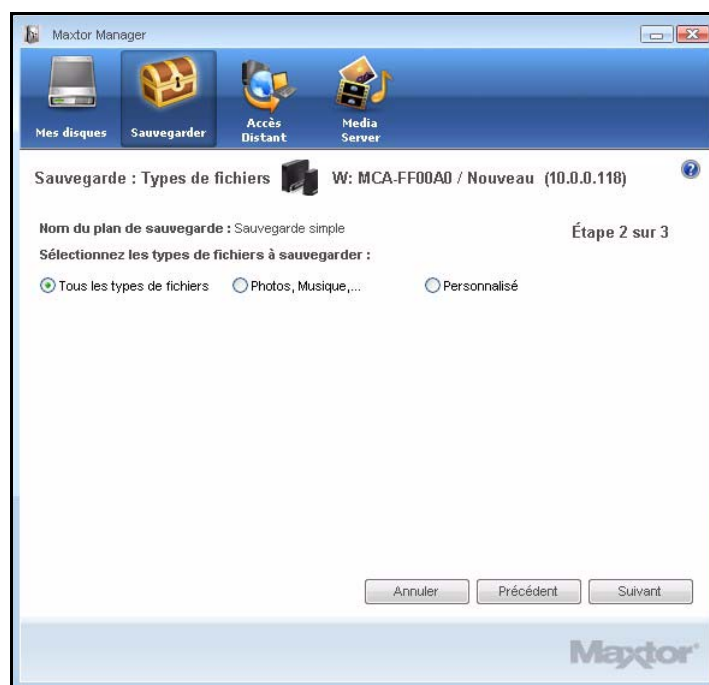 Maxtor Manager
Mes disques
Sauvegarder
Accès
Distant
Media
Server
Sauvegarde : Types de fichiers W: MCA-FF00A0 / Nouveau (10.0.0.118)
?
Nom du plan de sauvegarde : Sauvegarde simple
Étape 2 sur 3
Sélectionnez les types de fichiers à sauvegarder :
Tous les types de fichiers Photos, Musique,... Personnalisé
Annuler Précédent Suivant
Maxtor